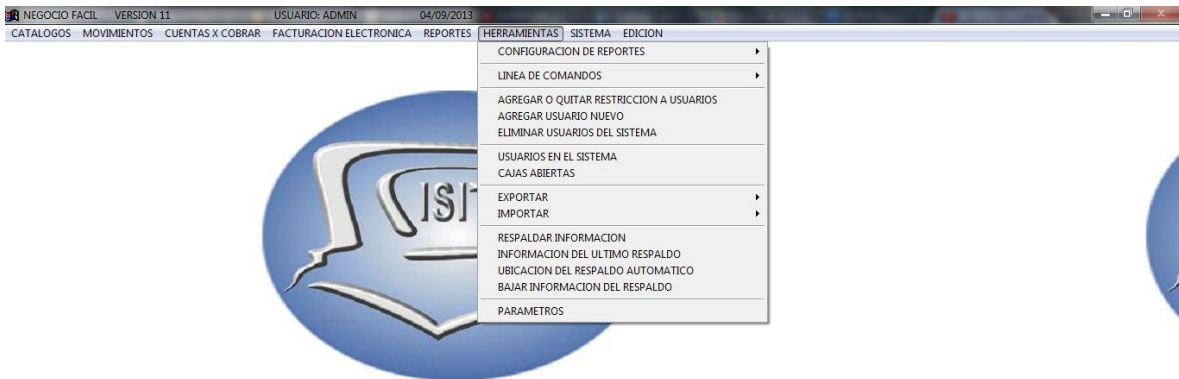 NEGOCIO FACIL VERSION 11 USUARIO: ADMIN 04/09/2013
CATALOGOS MOVIMIENTOS CUENTAS X COBRAR FACTURACION ELECTRONICA REPORTES HERRAMIENTAS SISTEMA EDICION
CONFIGURACION DE REPORTES
LINEA DE COMANDOS
AGREGAR O QUITAR RESTRICCION A USUARIOS
AGREGAR USUARIO NUEVO
ELIMINAR USUARIOS DEL SISTEMA
USUARIOS EN EL SISTEMA
CAJAS ABIERTAS
EXPORTAR
IMPORTAR
RESPALDAR INFORMACION
INFORMACION DEL ULTIMO RESPALDO
UBICACION DEL RESPALDO AUTOMATICO
BAJAR INFORMACION DEL RESPALDO
PARAMETROS